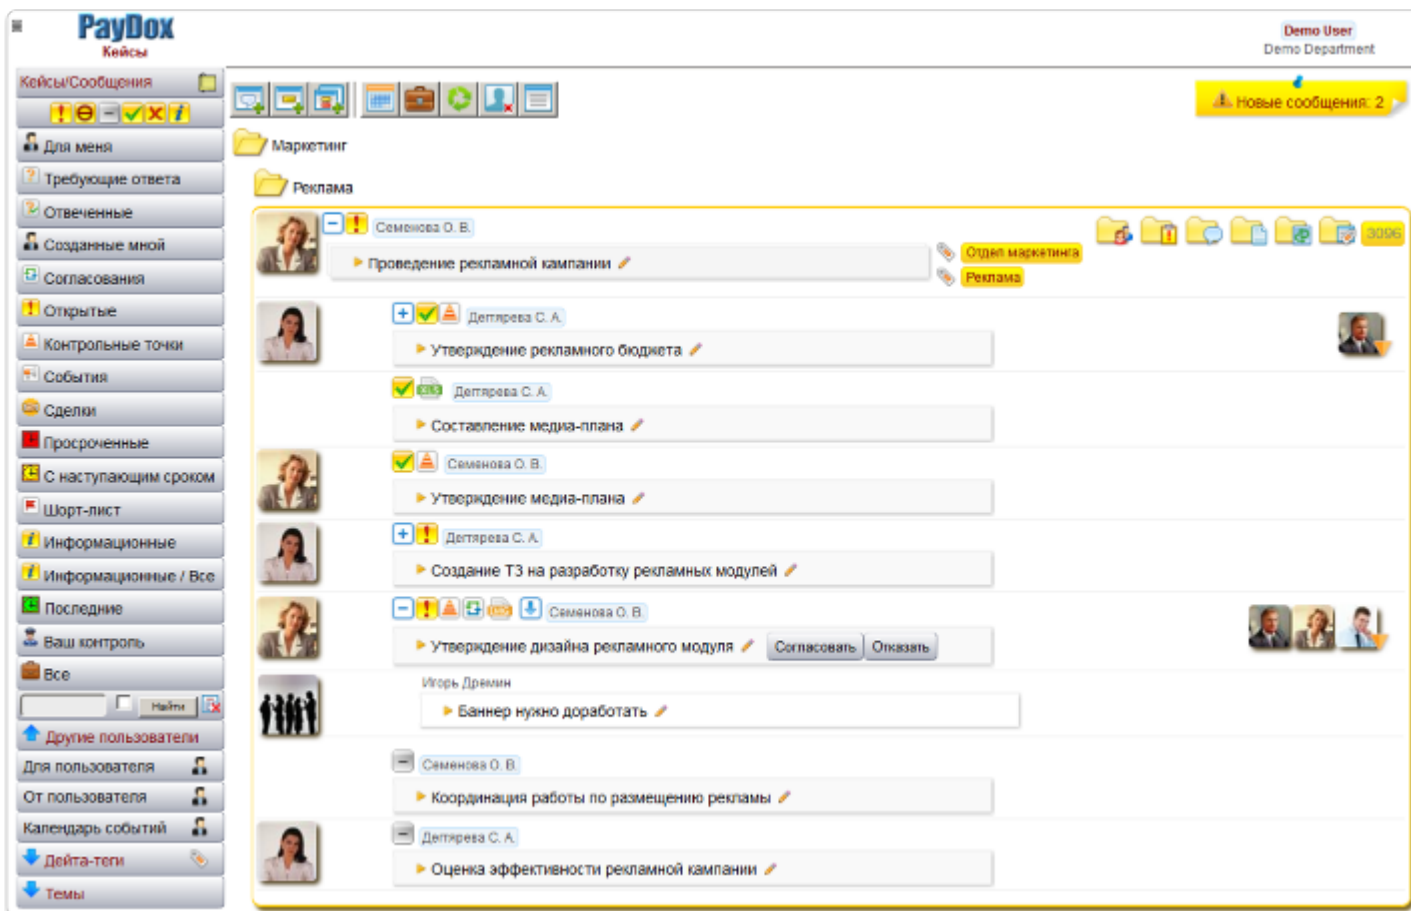 PayDox
Кейсы
Demo User
Demo Department
Кейсы/Сообщения
Новые сообщения: 2
Для меня
Требующие ответа
Отвеченные
Созданные мной
Согласования
Открытые
Контрольные точки
События
Сделки
Просроченные
С наступающим сроком
Шорт-лист
Информационные
Информационные / Все
Последние
Ваш контроль
Все
Найти
Другие пользователи
Для пользователя
От пользователя
Календарь событий
Дейта-теги
Темы
Маркетинг
Реклама
Семенова О. В.
3096
Проведение рекламной кампании
Отдел маркетинга
Реклама
Дегтярева С. А.
Утверждение рекламного бюджета
Дегтярева С. А.
Составление медиа-плана
Семенова О. В.
Утверждение медиа-плана
Дегтярева С. А.
Создание ТЗ на разработку рекламных модулей
Семенова О. В.
Утверждение дизайна рекламного модуля Согласовать Отказать
Игорь Дремин
Баннер нужно доработать
Семенова О. В.
Координация работы по размещению рекламы
Дегтярева С. А.
Оценка эффективности рекламной кампании